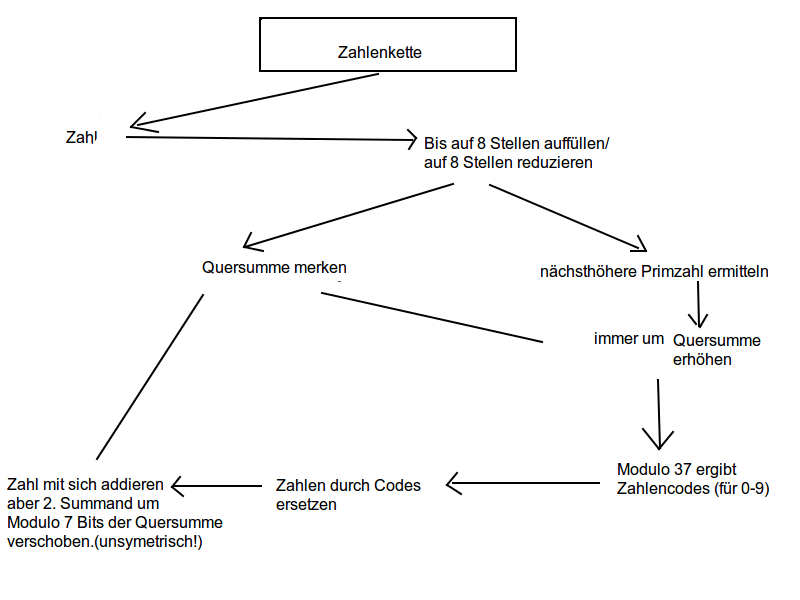 Zahlenkette
Zahl
Bis auf 8 Stellen auffüllen/
auf 8 Stellen reduzieren
Quersumme merken
nächsthöhere Primzahl ermitteln
immer um Quersumme
erhöhen
Modulo 37 ergibt
Zahlencodes (für 0-9)
Zahlen durch Codes
ersetzen
Zahl mit sich addieren
aber 2. Summand um
Modulo 7 Bits der Quersumme
verschoben.(unsymetrisch!)